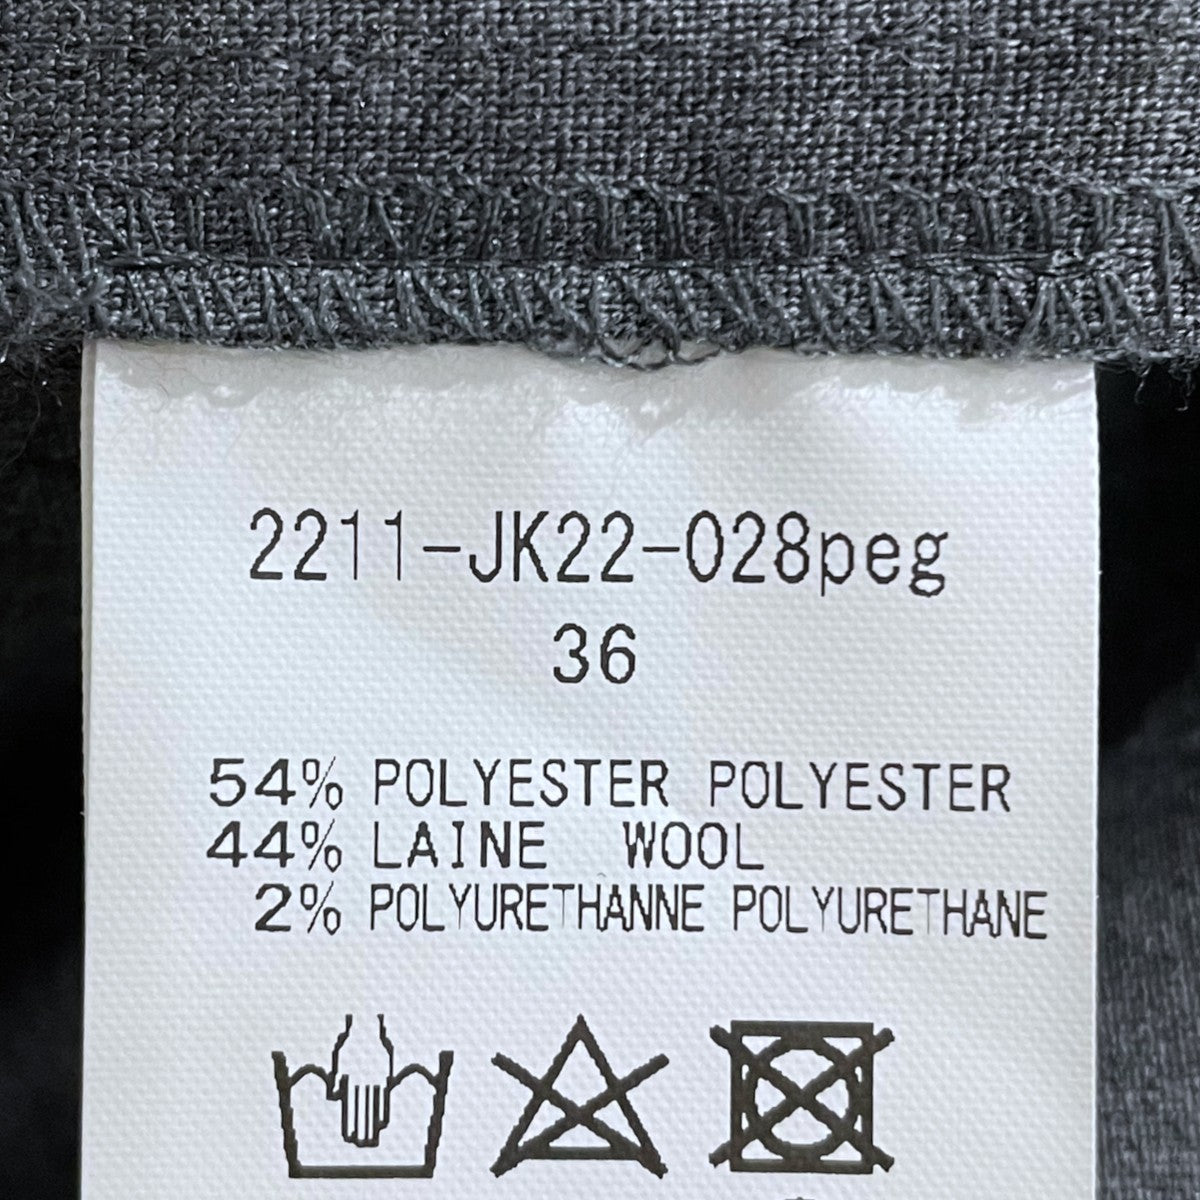 2211-JK22-028peg
36
54% POLYESTER POLYESTER
44% LAINE WOOL
2% POLYURETHANNE POLYURETHANE